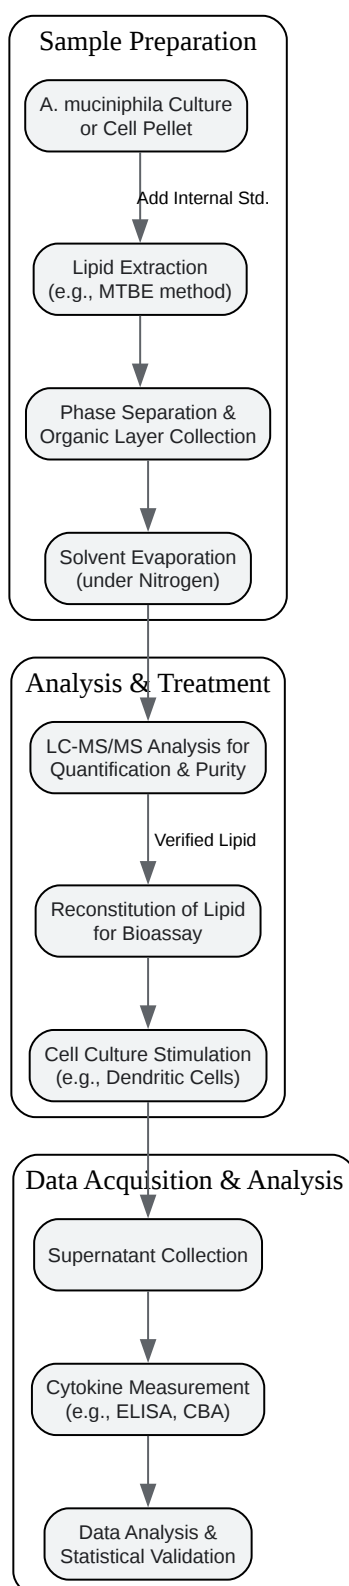 Sample Preparation
A. muciniphila Culture
or Cell Pellet
Add Internal Std.
Lipid Extraction
(e.g., MTBE method)
Phase Separation &
Organic Layer Collection
Solvent Evaporation
(under Nitrogen)
Analysis & Treatment
LC-MS/MS Analysis for
Quantification & Purity
Verified Lipid
Reconstitution of Lipid
for Bioassay
Cell Culture Stimulation
(e.g., Dendritic Cells)
Data Acquisition & Analysis
Supernatant Collection
Cytokine Measurement
(e.g., ELISA, CBA)
Data Analysis &
Statistical Validation